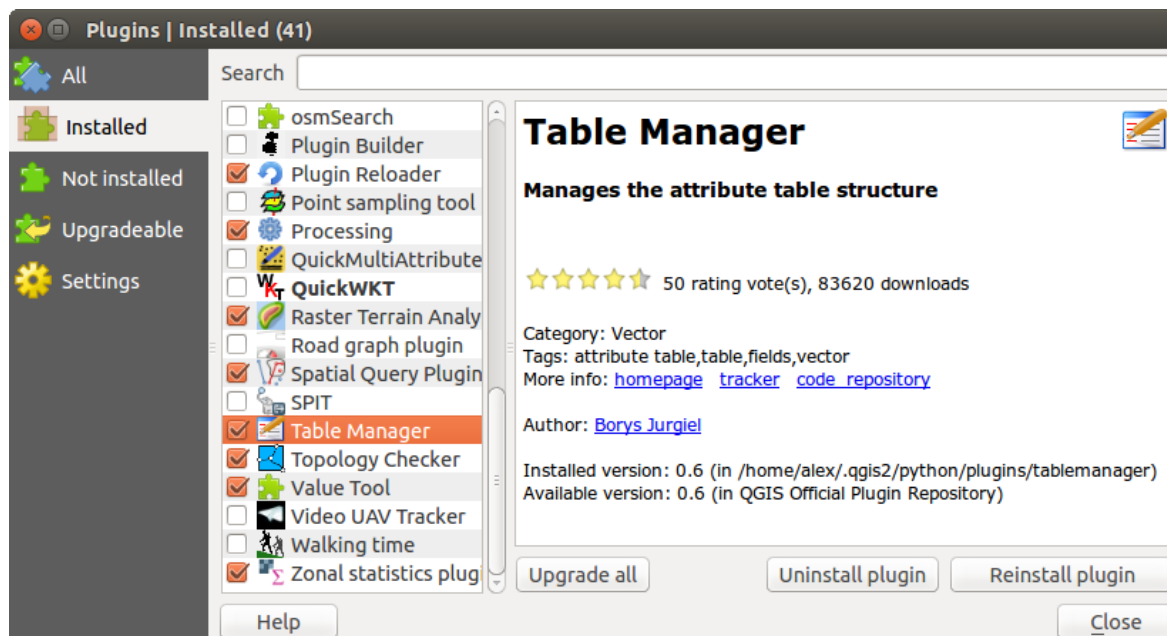 Plugins | Installed (41)
All
Installed
Not installed
Upgradeable
Settings
Search
osmSearch
Plugin Builder
Plugin Reloader
Point sampling tool
Processing
QuickMultiAttribute
QuickWKT
Raster Terrain Analy
Road graph plugin
Spatial Query Plugin
SPIT
Table Manager
Topology Checker
Value Tool
Video UAV Tracker
Walking time
Zonal statistics plug
Table Manager
Manages the attribute table structure
50 rating vote(s), 83620 downloads
Category: Vector
Tags: attribute table,table,fields,vector
More info: homepage tracker code_repository
Author: Borys Jurgiel
Installed version: 0.6 (in /home/alex/.qgis2/python/plugins/tablemanager)
Available version: 0.6 (in QGIS Official Plugin Repository)
Upgrade all
Uninstall plugin
Reinstall plugin
Help
Close